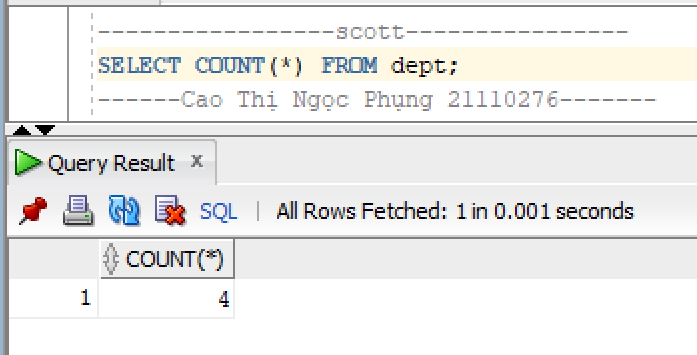 -----------------scott----------------
SELECT COUNT(*) FROM dept;
------Cao Thị Ngọc Phụng 21110276-------
Query Result x
SQL | All Rows Fetched: 1 in 0.001 seconds
COUNT(*)
1 4